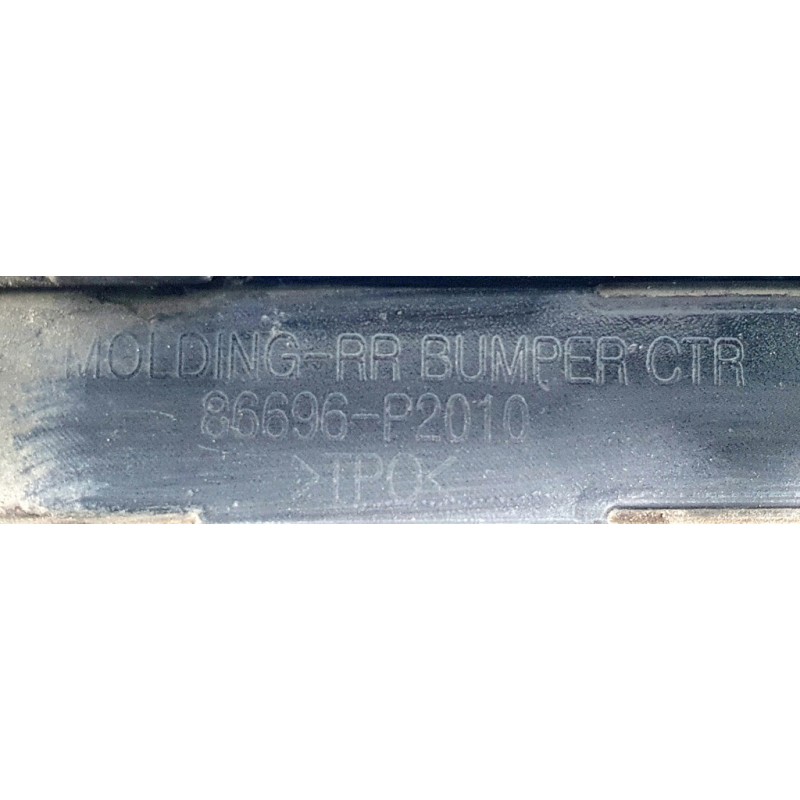 MOLDING-RR BUMPER CTR
86696-P2010
>TPO<